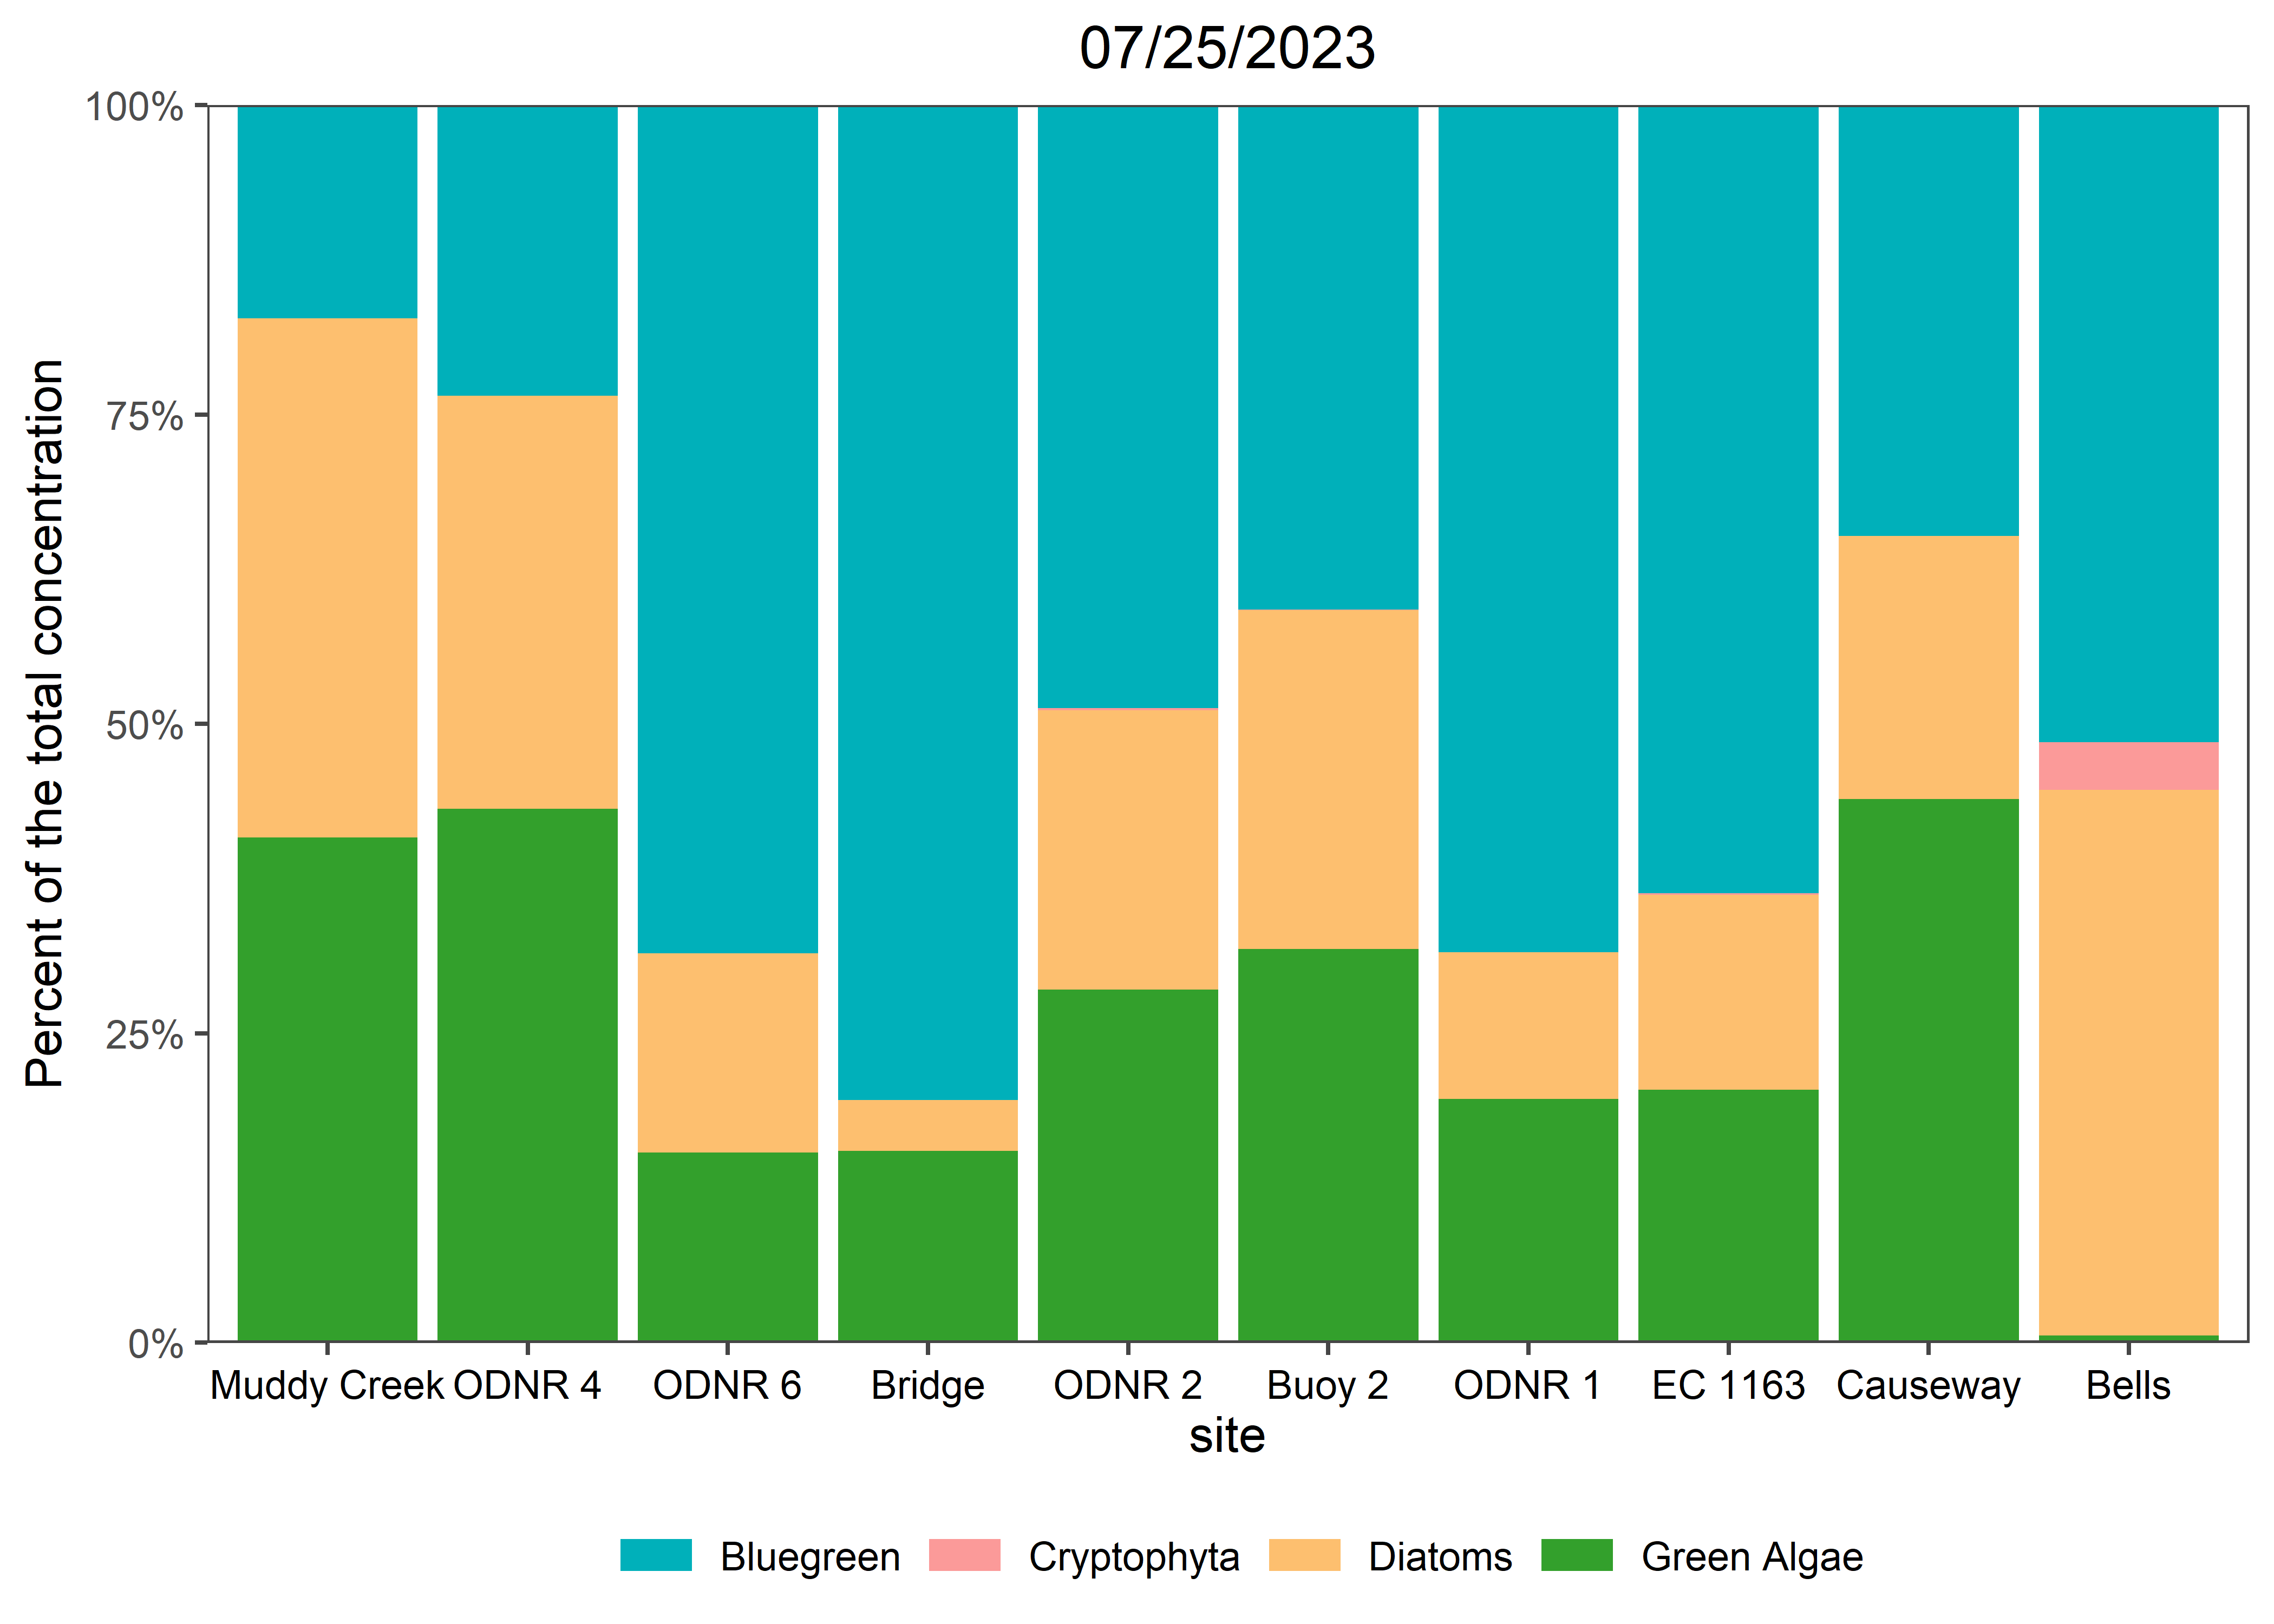 07/25/2023
100%
75%
50%
25%
0%
Percent of the total concentration
Muddy Creek ODNR 4 ODNR 6 Bridge ODNR 2 Buoy 2 ODNR 1 EC 1163 Causeway Bells
site
Bluegreen Cryptophyta Diatoms Green Algae